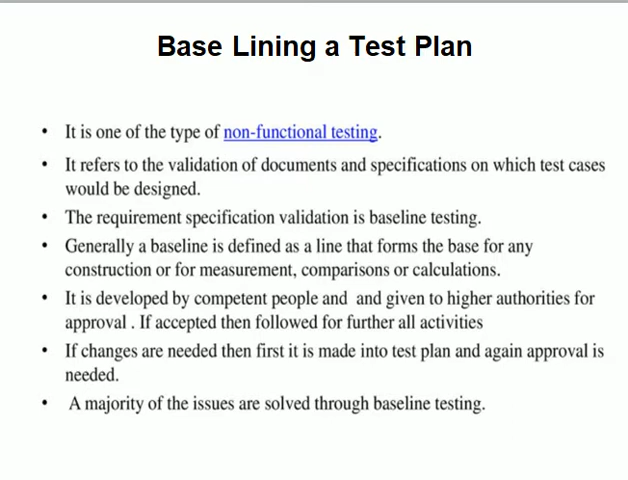 Base Lining a Test Plan
• It is one of the type of non-functional testing.
• It refers to the validation of documents and specifications on which test cases
would be designed.
• The requirement specification validation is baseline testing.
• Generally a baseline is defined as a line that forms the base for any
construction or for measurement, comparisons or calculations.
• It is developed by competent people and and given to higher authorities for
approval . If accepted then followed for further all activities
• If changes are needed then first it is made into test plan and again approval is
needed.
• A majority of the issues are solved through baseline testing.